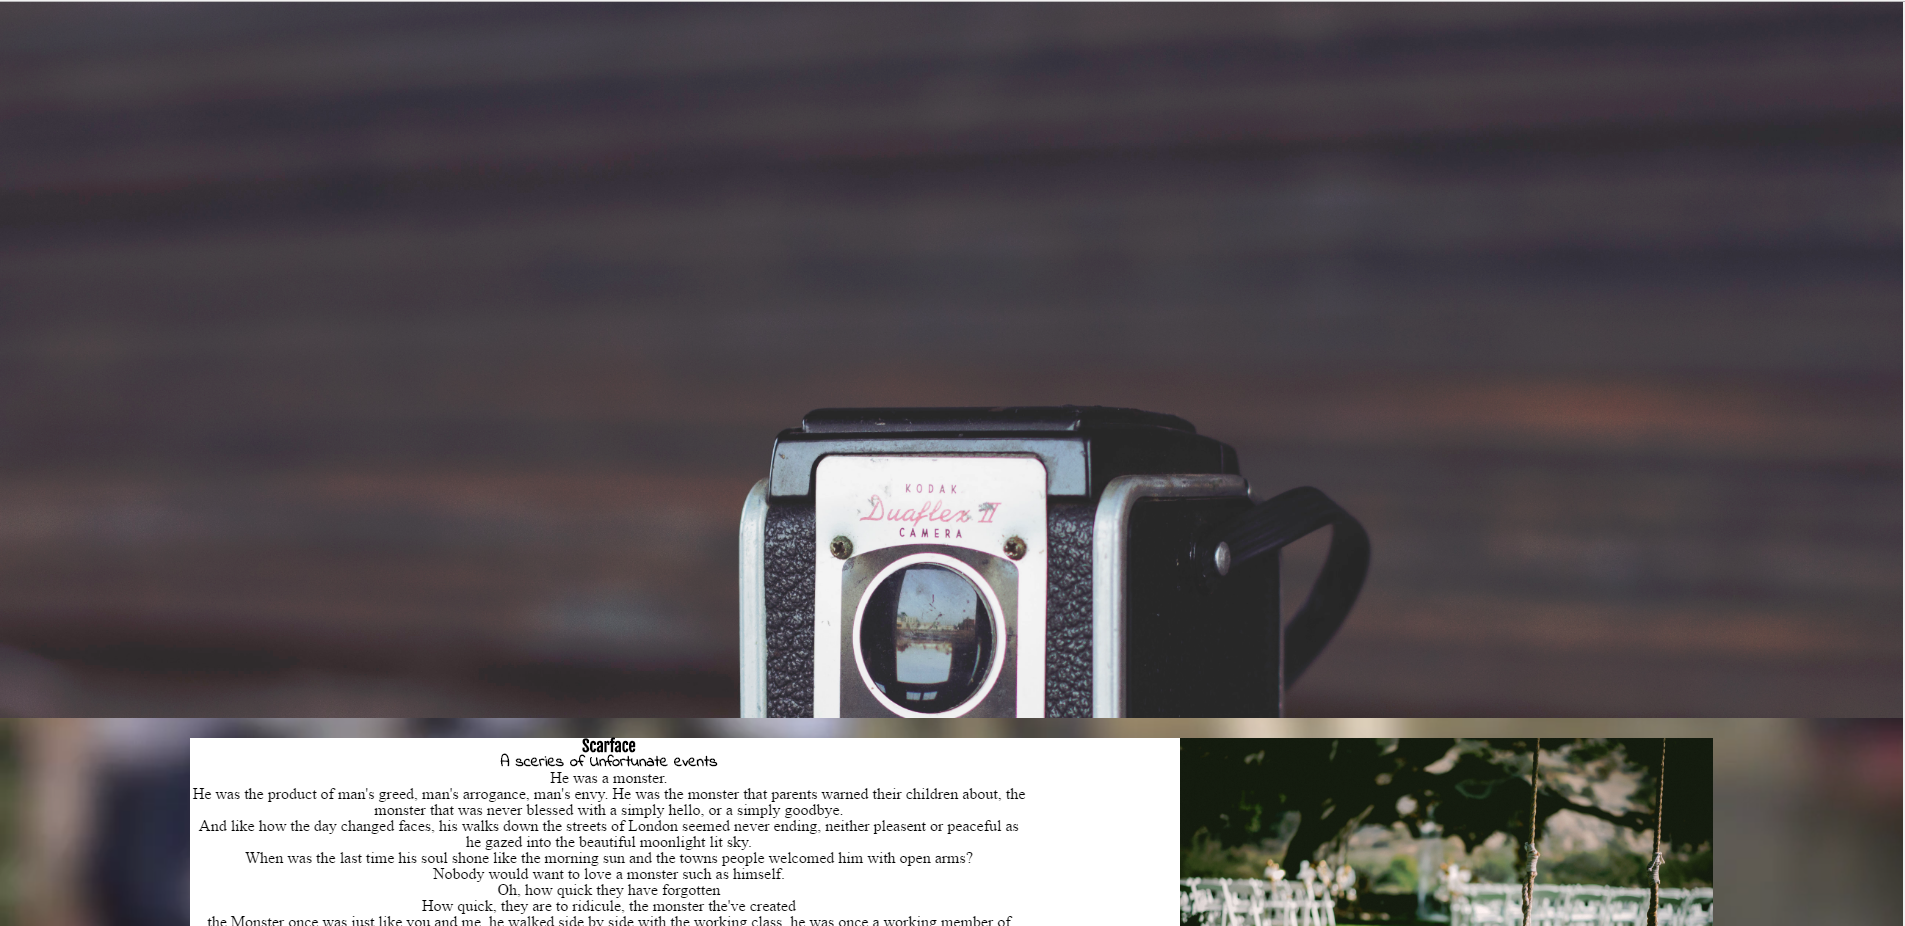 KODAK
Duaflex II
CAMERA
Scarface
A sceries of Unfortunate events
He was a monster.
He was the product of man's greed, man's arrogance, man's envy. He was the monster that parents warned their children about, the
monster that was never blessed with a simply hello, or a simply goodbye.
And like how the day changed faces, his walks down the streets of London seemed never ending, neither pleasent or peaceful as
he gazed into the beautiful moonlight lit sky.
When was the last time his soul shone like the morning sun and the towns people welcomed him with open arms?
Nobody would want to love a monster such as himself.
Oh, how quick they have forgotten
How quick, they are to ridicule, the monster the've created
the Monster once was just like you and me, he walked side by side with the working class, he was once a working member of